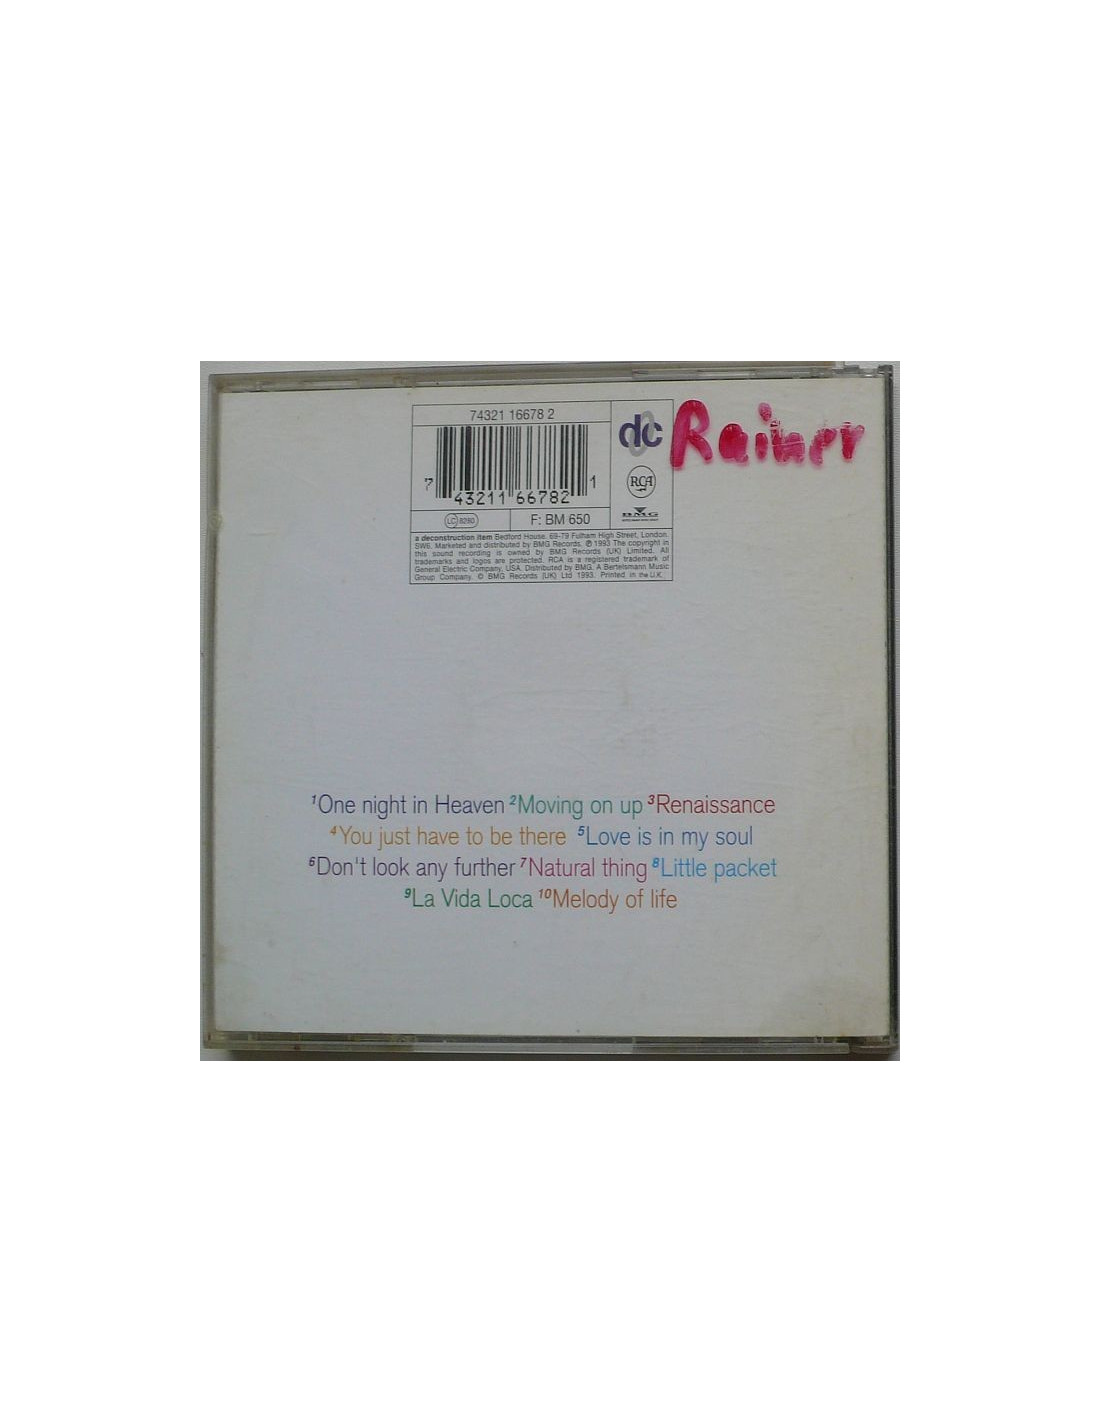 74321 16678 2
7 43211 66782 1
LC 8290
F: BM 650
dc
RCA
BMG
Rainer
a deconstruction item Bedford House. 69-79 Fulham High Street, London.
SW6. Marketed and distributed by BMG Records. ℗ 1993 The copyright in
this sound recording is owned by BMG Records (UK) Limited. All
trademarks and logos are protected. RCA is a registered trademark of
General Electric Company, USA. Distributed by BMG. A Bertelsmann Music
Group Company. © BMG Records (UK) Ltd 1993. Printed in the U.K.
1One night in Heaven 2Moving on up 3Renaissance
4You just have to be there 5Love is in my soul
6Don't look any further 7Natural thing 8Little packet
9La Vida Loca 10Melody of life